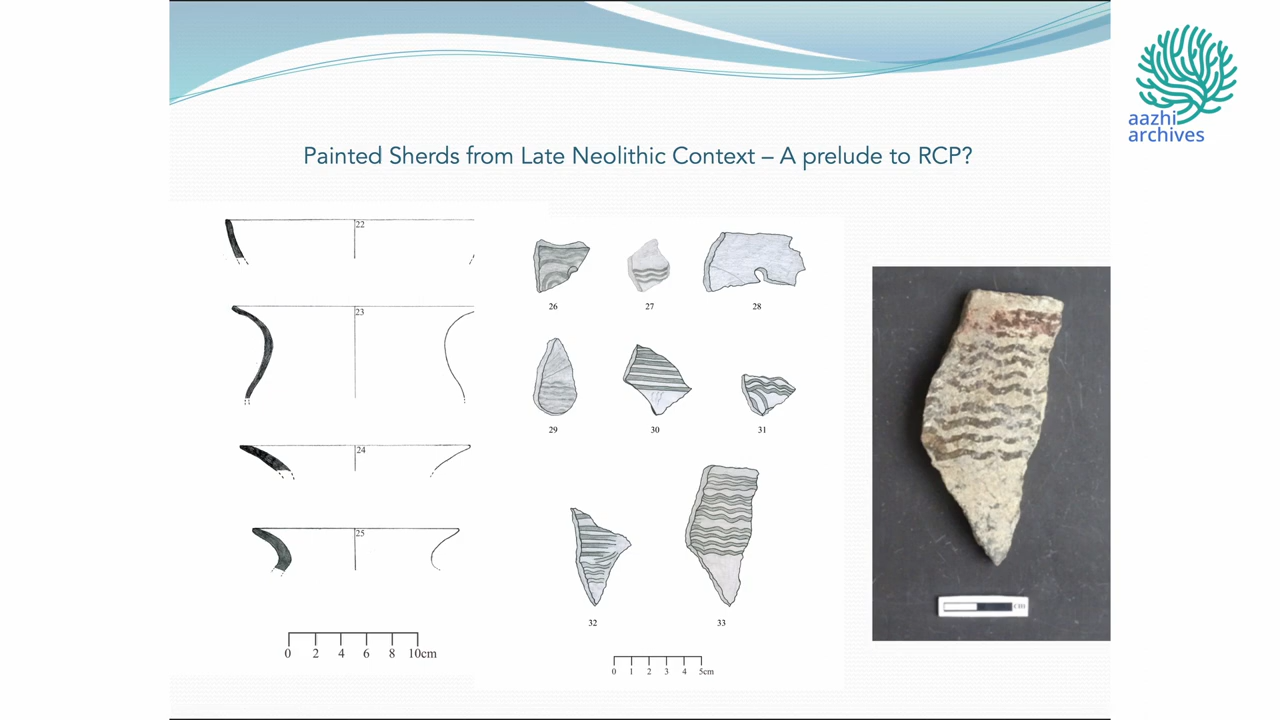 aazhi
archives
Painted Sherds from Late Neolithic Context – A prelude to RCP?
22
23
24
25
0 2 4 6 8 10cm
26 27 28
29 30 31
32 33
0 1 2 3 4 5cm
CM